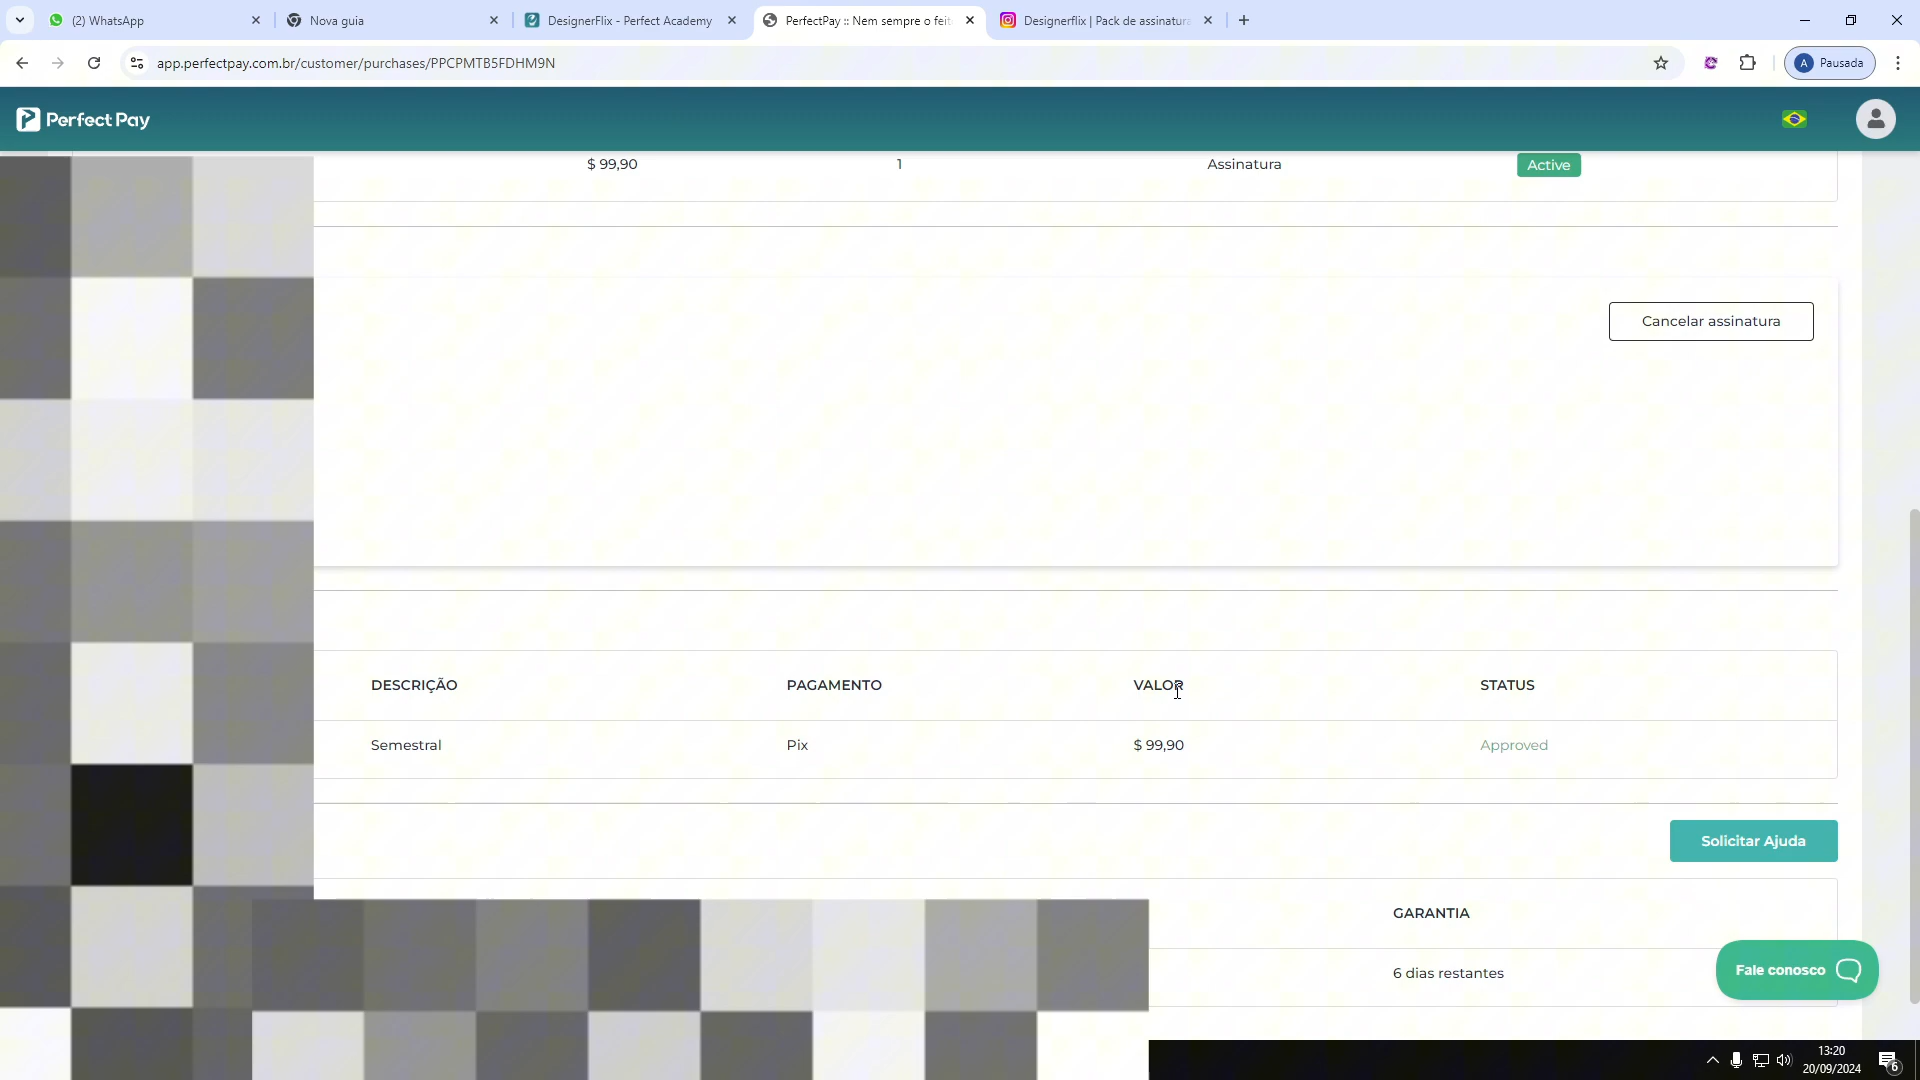 (2) WhatsApp
Nova guia
DesignerFlix - Perfect Academy
PerfectPay :: Nem sempre o feit
Designerflix | Pack de assinatura
app.perfectpay.com.br/customer/purchases/PPCPMTB5FDHM9N
A Pausada
Perfect Pay
$ 99,90 1 Assinatura Active
Cancelar assinatura
DESCRIÇÃO PAGAMENTO VALOR STATUS
Semestral Pix $ 99,90 Approved
Solicitar Ajuda
GARANTIA
6 dias restantes
Fale conosco
13:20
20/09/2024
6